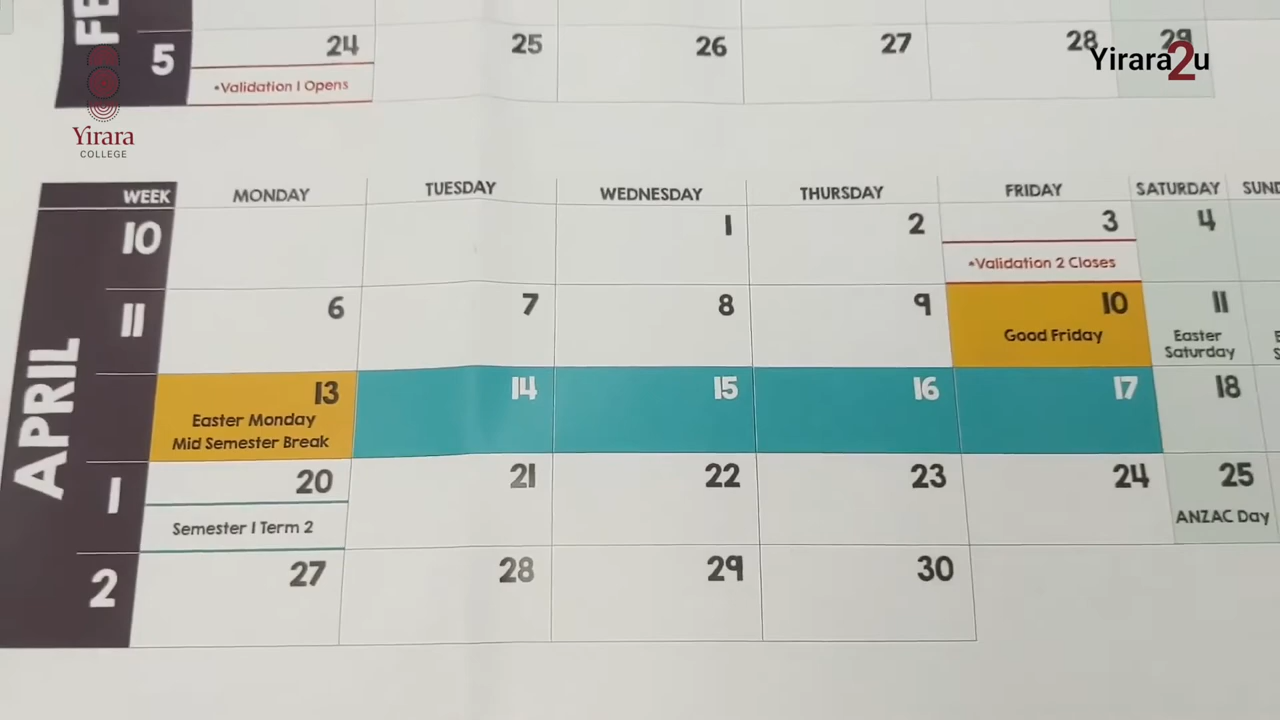 FE
5 24 25 26 27 28 29
•Validation 1 Opens
Yirara2u
Yirara
COLLEGE
WEEK MONDAY TUESDAY WEDNESDAY THURSDAY FRIDAY SATURDAY SUND
APRIL
10 1 2 3 4
•Validation 2 Closes
11 6 7 8 9 10 11
Good Friday Easter
Saturday
13 14 15 16 17 18
Easter Monday
Mid Semester Break
1 20 21 22 23 24 25
Semester 1 Term 2 ANZAC Day
2 27 28 29 30